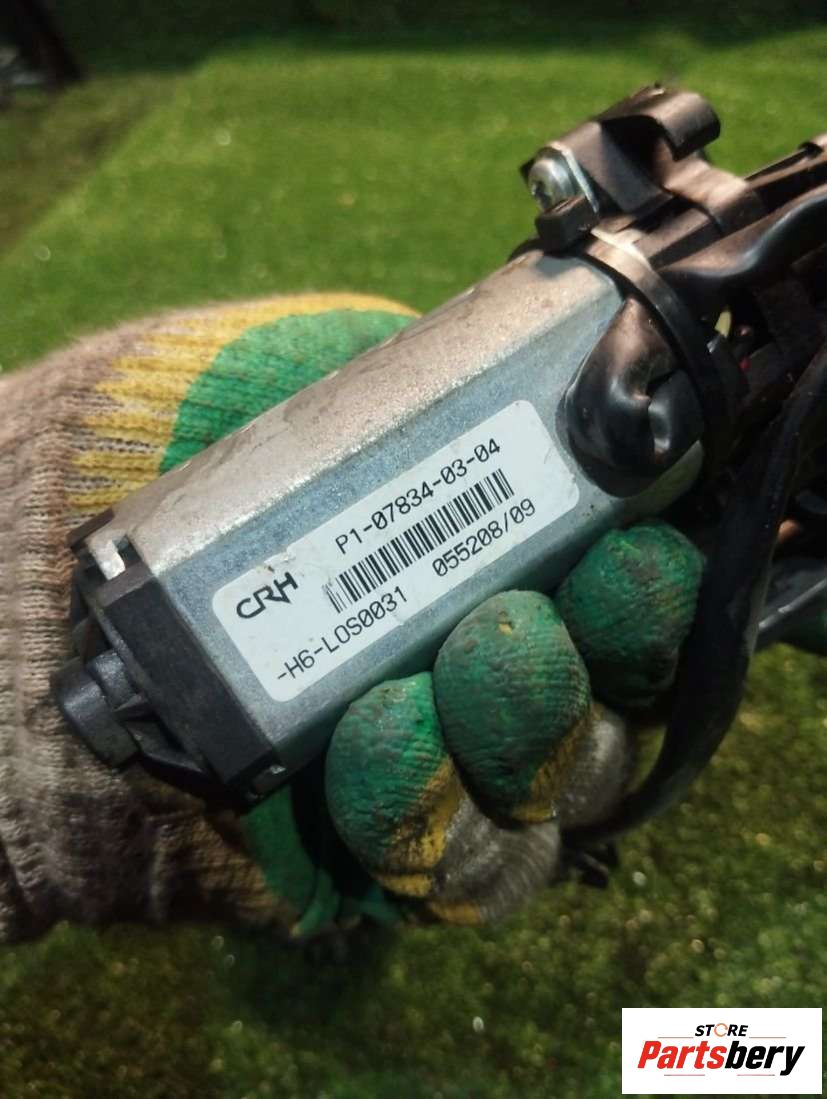 CRH
P1-07834-03-04
-H6-LOS0031 055208/09
STORE
Partsbery